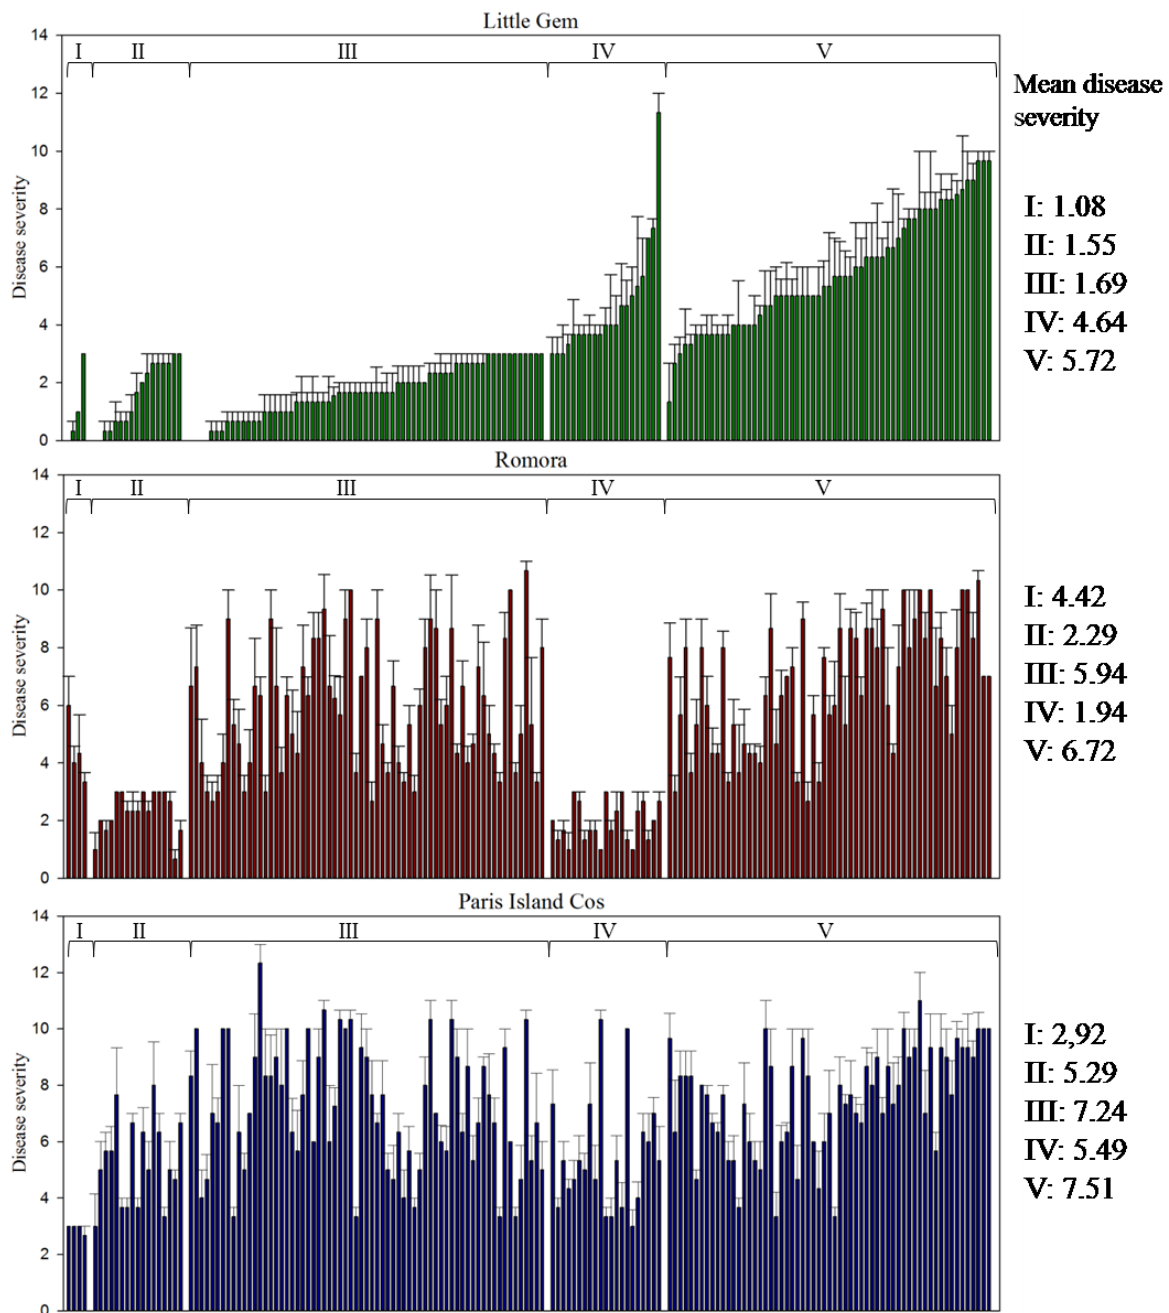 Little Gem
14
12
10
8
6
4
2
0
Disease severity
I II III IV V
Mean disease
severity
I: 1.08
II: 1.55
III: 1.69
IV: 4.64
V: 5.72
Romora
14
12
10
8
6
4
2
0
Disease severity
I II III IV V
I: 4.42
II: 2.29
III: 5.94
IV: 1.94
V: 6.72
Paris Island Cos
14
12
10
8
6
4
2
0
Disease severity
I II III IV V
I: 2,92
II: 5.29
III: 7.24
IV: 5.49
V: 7.51